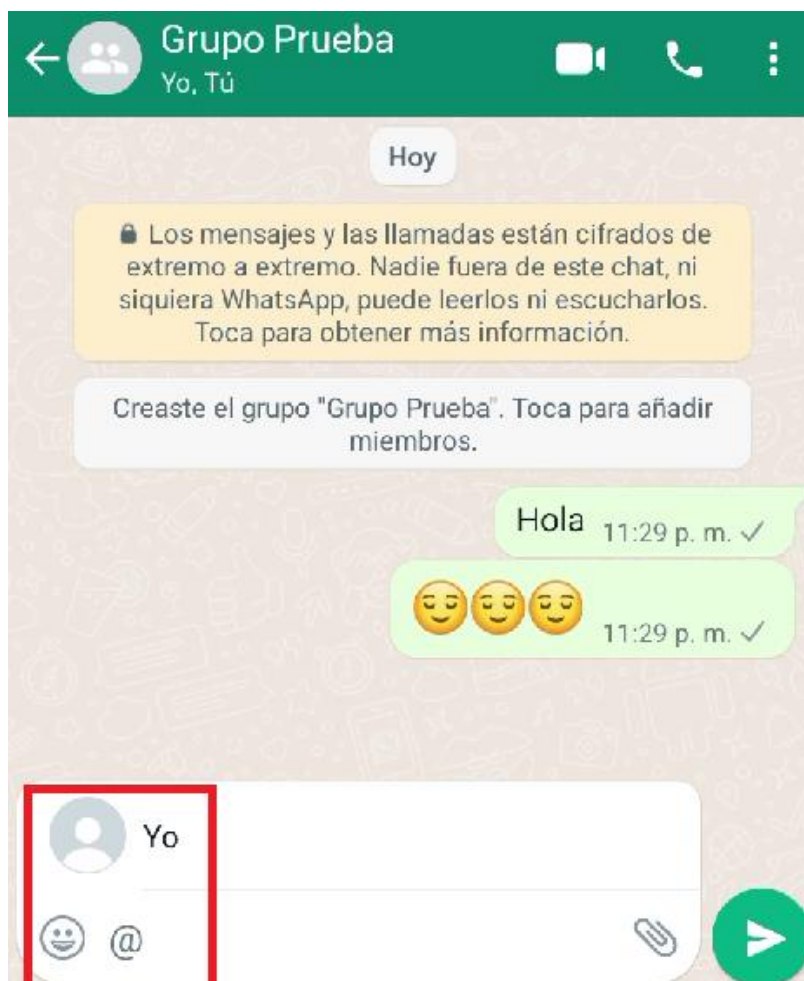 Grupo Prueba
Yo, Tú
Hoy
Los mensajes y las llamadas están cifrados de
extremo a extremo. Nadie fuera de este chat, ni
siquiera WhatsApp, puede leerlos ni escucharlos.
Toca para obtener más información.
Creaste el grupo "Grupo Prueba". Toca para añadir
miembros.
Hola 11:29 p. m.
😌😌😌 11:29 p. m.
Yo
@